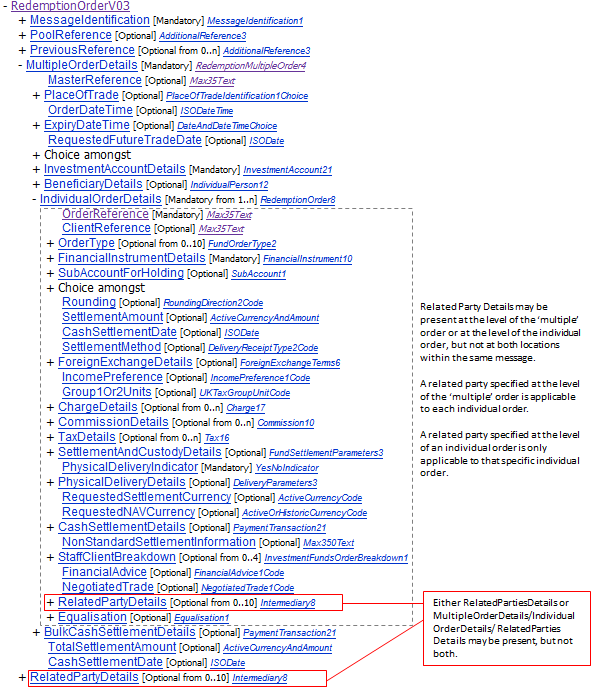 - RedemptionOrderV03
+ MessageIdentification [Mandatory] MessageIdentification1
+ PoolReference [Optional] AdditionalReference3
+ PreviousReference [Optional from 0..n] AdditionalReference3
- MultipleOrderDetails [Mandatory] RedemptionMultipleOrder4
MasterReference [Optional] Max35Text
+ PlaceOfTrade [Optional] PlaceOfTradeIdentification1Choice
OrderDateTime [Optional] ISODateTime
+ ExpiryDateTime [Optional] DateAndDateTimeChoice
RequestedFutureTradeDate [Optional] ISODate
+ Choice amongst
+ InvestmentAccountDetails [Mandatory] InvestmentAccount21
+ BeneficiaryDetails [Optional] IndividualPerson12
- IndividualOrderDetails [Mandatory from 1..n] RedemptionOrder8
OrderReference [Mandatory] Max35Text
ClientReference [Optional] Max35Text
+ OrderType [Optional from 0..10] FundOrderType2
+ FinancialInstrumentDetails [Mandatory] FinancialInstrument10
+ SubAccountForHolding [Optional] SubAccount1
+ Choice amongst
Rounding [Optional] RoundingDirection2Code
SettlementAmount [Optional] ActiveCurrencyAndAmount
CashSettlementDate [Optional] ISODate
SettlementMethod [Optional] DeliveryReceiptType2Code
+ ForeignExchangeDetails [Optional] ForeignExchangeTerms6
IncomePreference [Optional] IncomePreference1Code
Group1Or2Units [Optional] UKTaxGroupUnitCode
+ ChargeDetails [Optional from 0..n] Charge17
+ CommissionDetails [Optional from 0..n] Commission10
+ TaxDetails [Optional from 0..n] Tax16
+ SettlementAndCustodyDetails [Optional] FundSettlementParameters3
PhysicalDeliveryIndicator [Mandatory] YesNoIndicator
+ PhysicalDeliveryDetails [Optional] DeliveryParameters3
RequestedSettlementCurrency [Optional] ActiveCurrencyCode
RequestedNAVCurrency [Optional] ActiveOrHistoricCurrencyCode
+ CashSettlementDetails [Optional] PaymentTransaction21
NonStandardSettlementInformation [Optional] Max350Text
+ StaffClientBreakdown [Optional from 0..4] InvestmentFundsOrderBreakdown1
FinancialAdvice [Optional] FinancialAdvice1Code
NegotiatedTrade [Optional] NegotiatedTrade1Code
+ RelatedPartyDetails [Optional from 0..10] Intermediary8
+ Equalisation [Optional] Equalisation1
+ BulkCashSettlementDetails [Optional] PaymentTransaction21
TotalSettlementAmount [Optional] ActiveCurrencyAndAmount
CashSettlementDate [Optional] ISODate
+ RelatedPartyDetails [Optional from 0..10] Intermediary8
Related Party Details may be
present at the level of the ‘multiple’
order or at the level of the individual
order, but not at both locations
within the same message.
A related party specified at the level
of the ‘multiple’ order is applicable
to each individual order.
A related party specified at the level
of an individual order is only
applicable to that specific individual
order.
Either RelatedPartiesDetails or
MultipleOrderDetails/Individual
OrderDetails/ RelatedParties
Details may be present, but not
both.